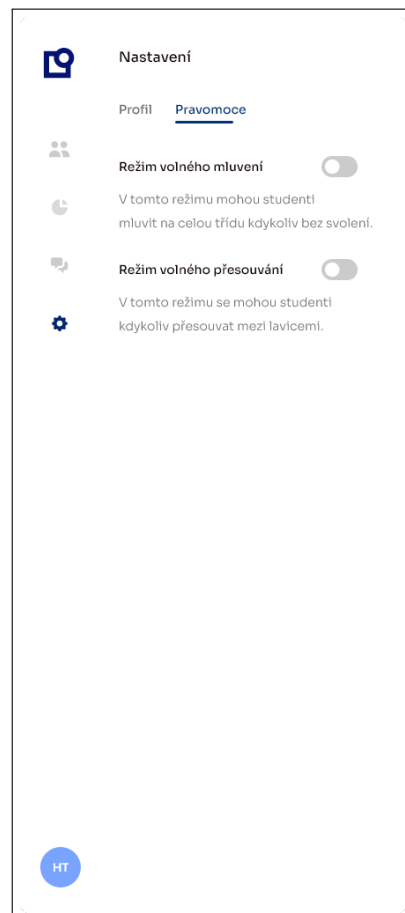 Nastavení
Profil Pravomoce
Režim volného mluvení
V tomto režimu mohou studenti
mluvit na celou třídu kdykoliv bez svolení.
Režim volného přesouvání
V tomto režimu se mohou studenti
kdykoliv přesouvat mezi lavicemi.
HT